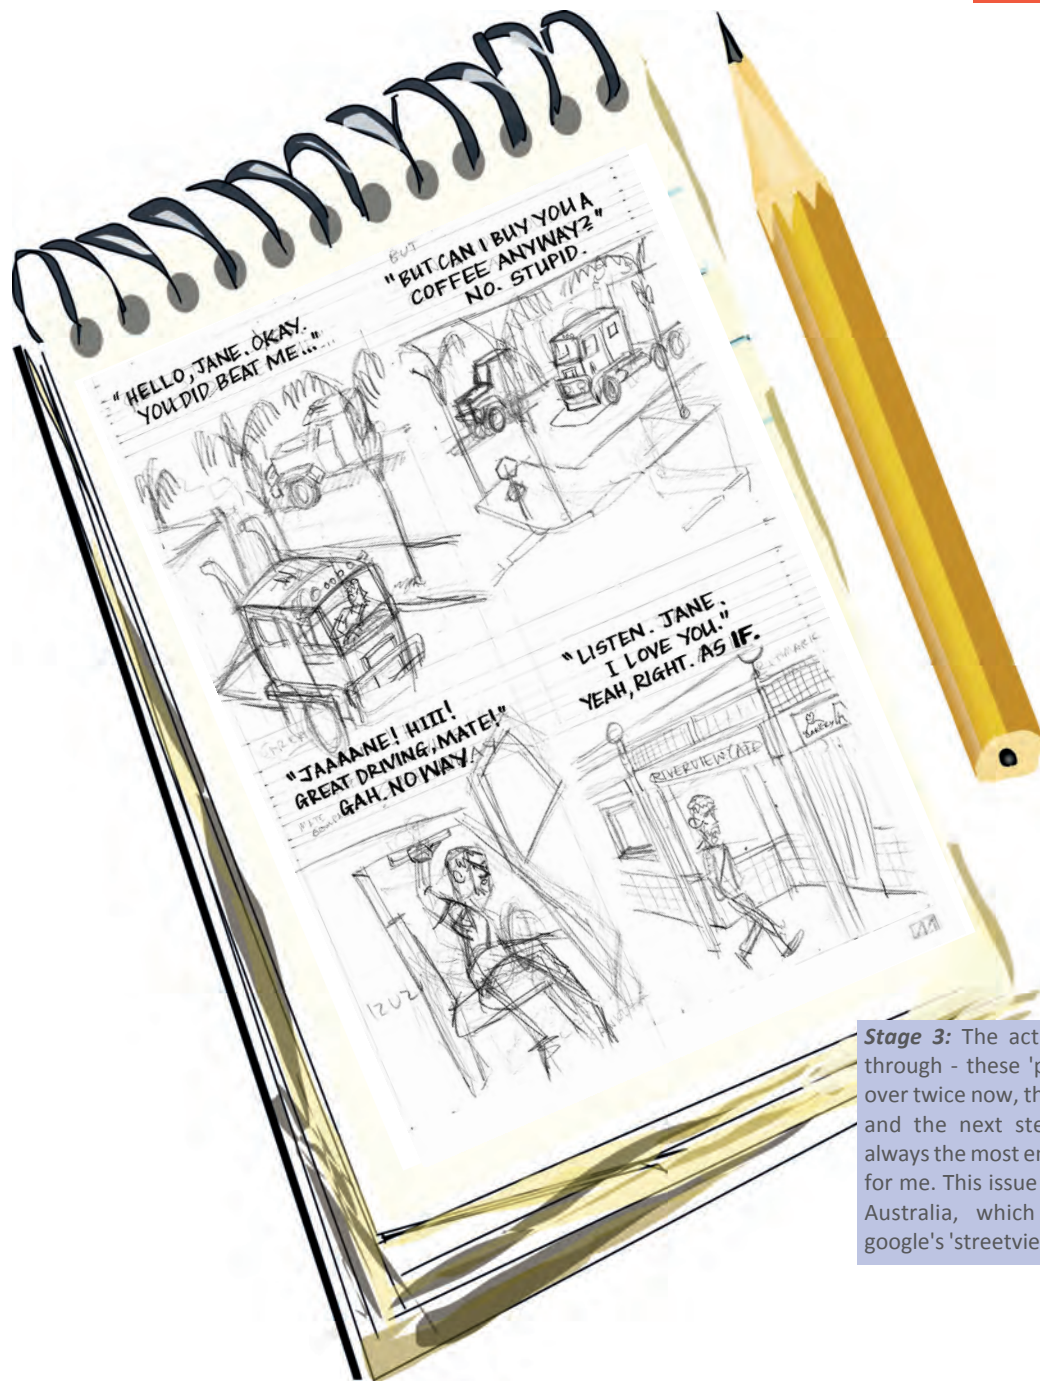 BUT
"BUT CAN I BUY YOU A
COFFEE ANYWAY?"
NO. STUPID.
"HELLO, JANE. OKAY.
YOU DID BEAT ME..."
"JAAAANE! HIII!
GREAT DRIVING, MATE!"
GAH. NO WAY.
IZUZU
"LISTEN. JANE.
I LOVE YOU."
YEAH, RIGHT. AS IF.
RIVERVIEW CAFE
BAKERY
Stage 3: The act
through - these 'p
over twice now, th
and the next ste
always the most en
for me. This issue
Australia, which
google's 'streetvie